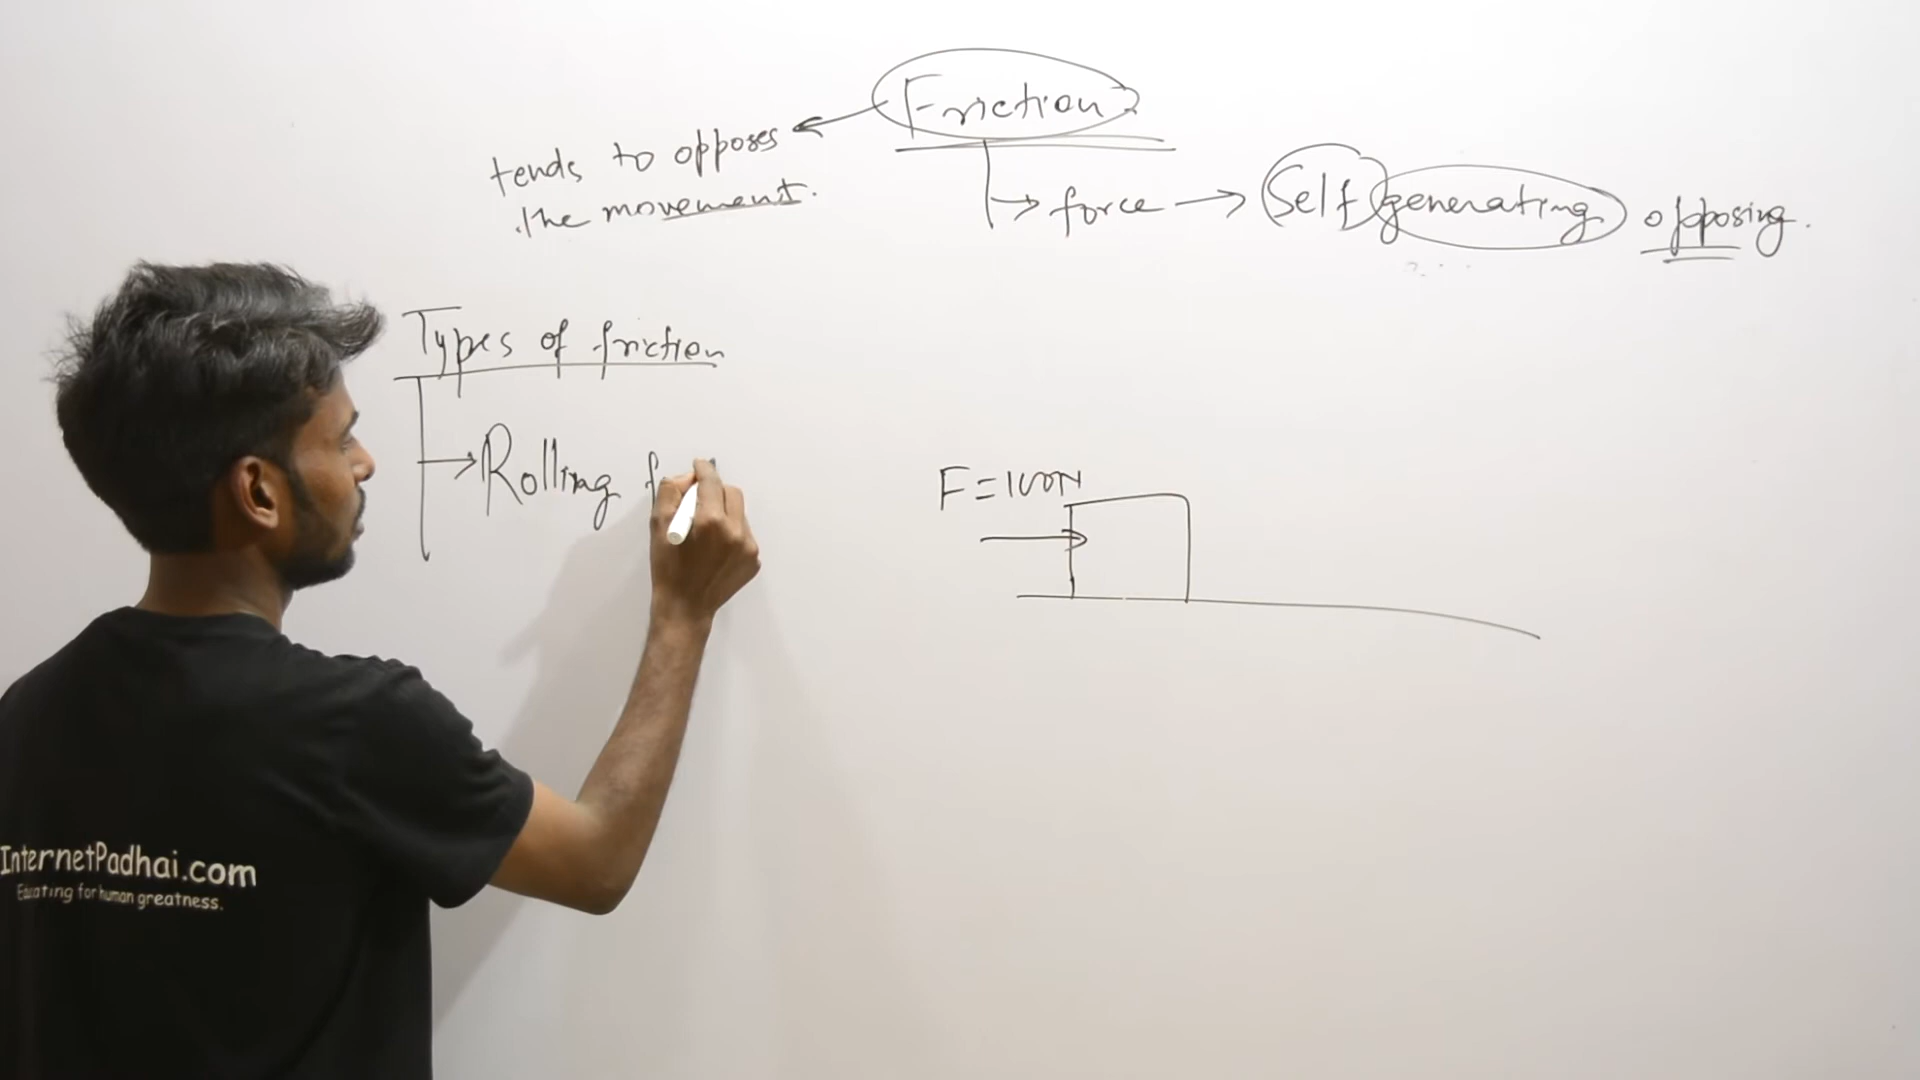 Friction
tends to opposes
the movement.
force → Self generating opposing.
Types of friction
→ Rolling f
F = 100N
InternetPadhai.com
Educating for human greatness.